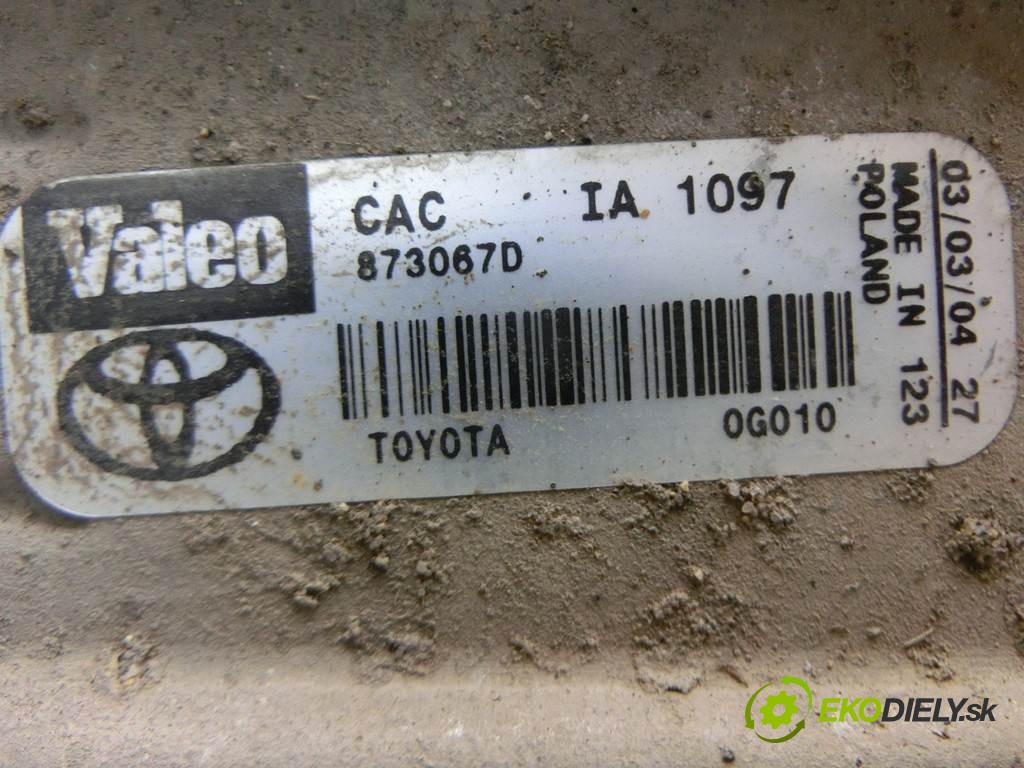 Valeo
CAC IA 1097
873067D
TOYOTA 0G010
03/03/04 27
MADE IN 123
POLAND
EKODIELY.sk